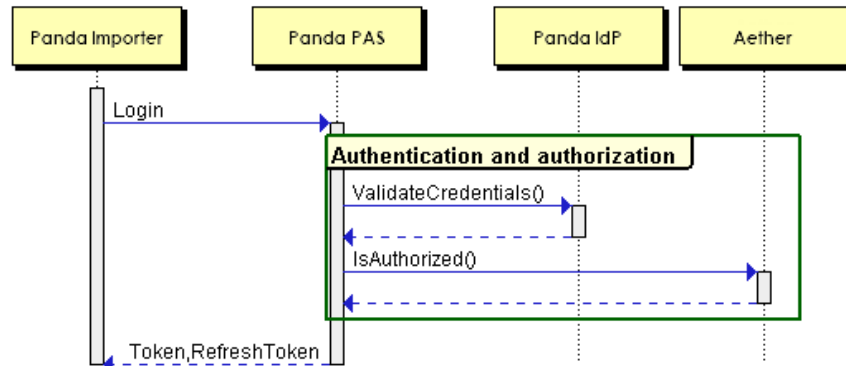 Panda Importer
Panda PAS
Panda IdP
Aether
Login
Authentication and authorization
ValidateCredentials()
IsAuthorized()
Token,RefreshToken